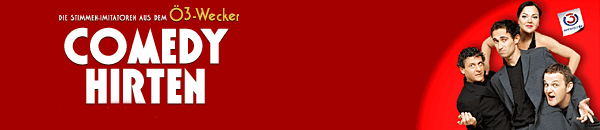 DIE STIMMEN-IMITATOREN AUS DEM Ö3-Wecker
COMEDY
HIRTEN